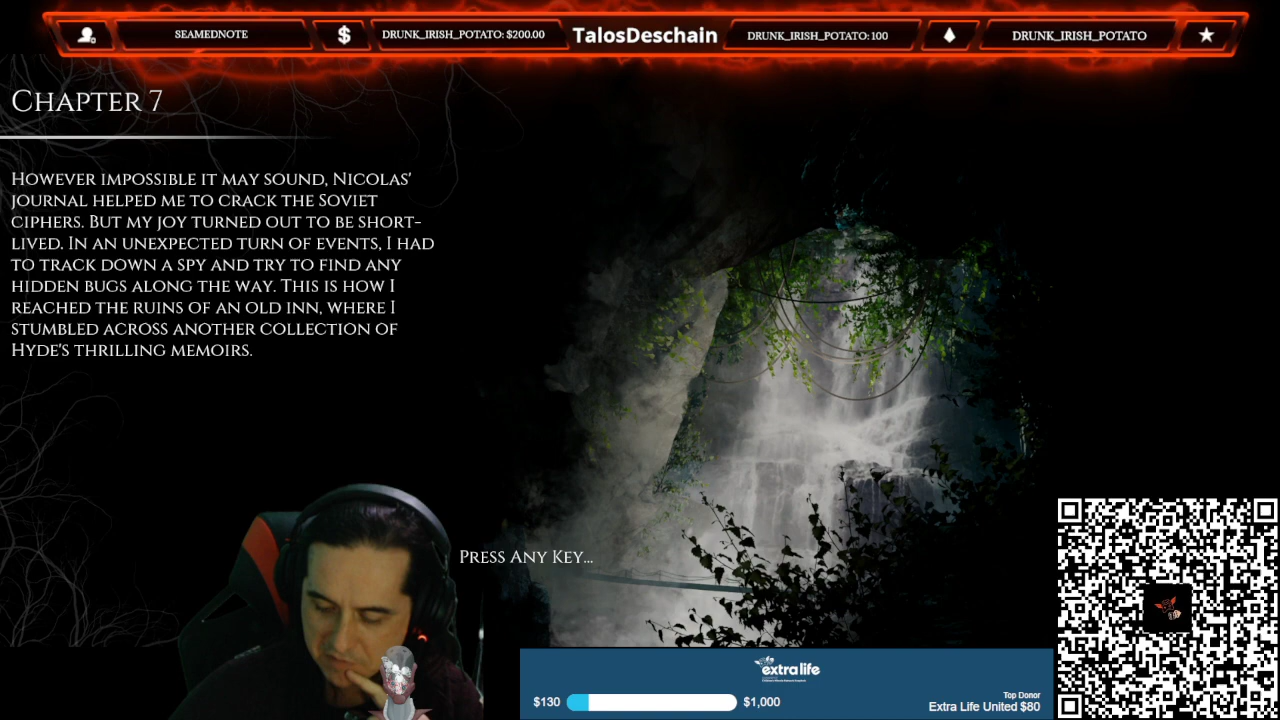 SEAMEDNOTE
$
DRUNK_IRISH_POTATO: $200.00
TalosDeschain
DRUNK_IRISH_POTATO: 100
DRUNK_IRISH_POTATO
Chapter 7
However impossible it may sound, Nicolas'
journal helped me to crack the Soviet
ciphers. But my joy turned out to be short-
lived. In an unexpected turn of events, I had
to track down a spy and try to find any
hidden bugs along the way. This is how I
reached the ruins of an old inn, where I
stumbled across another collection of
Hyde's thrilling memoirs.
Press Any Key...
extralife
$130
$1,000
Top Donor
Extra Life United $80